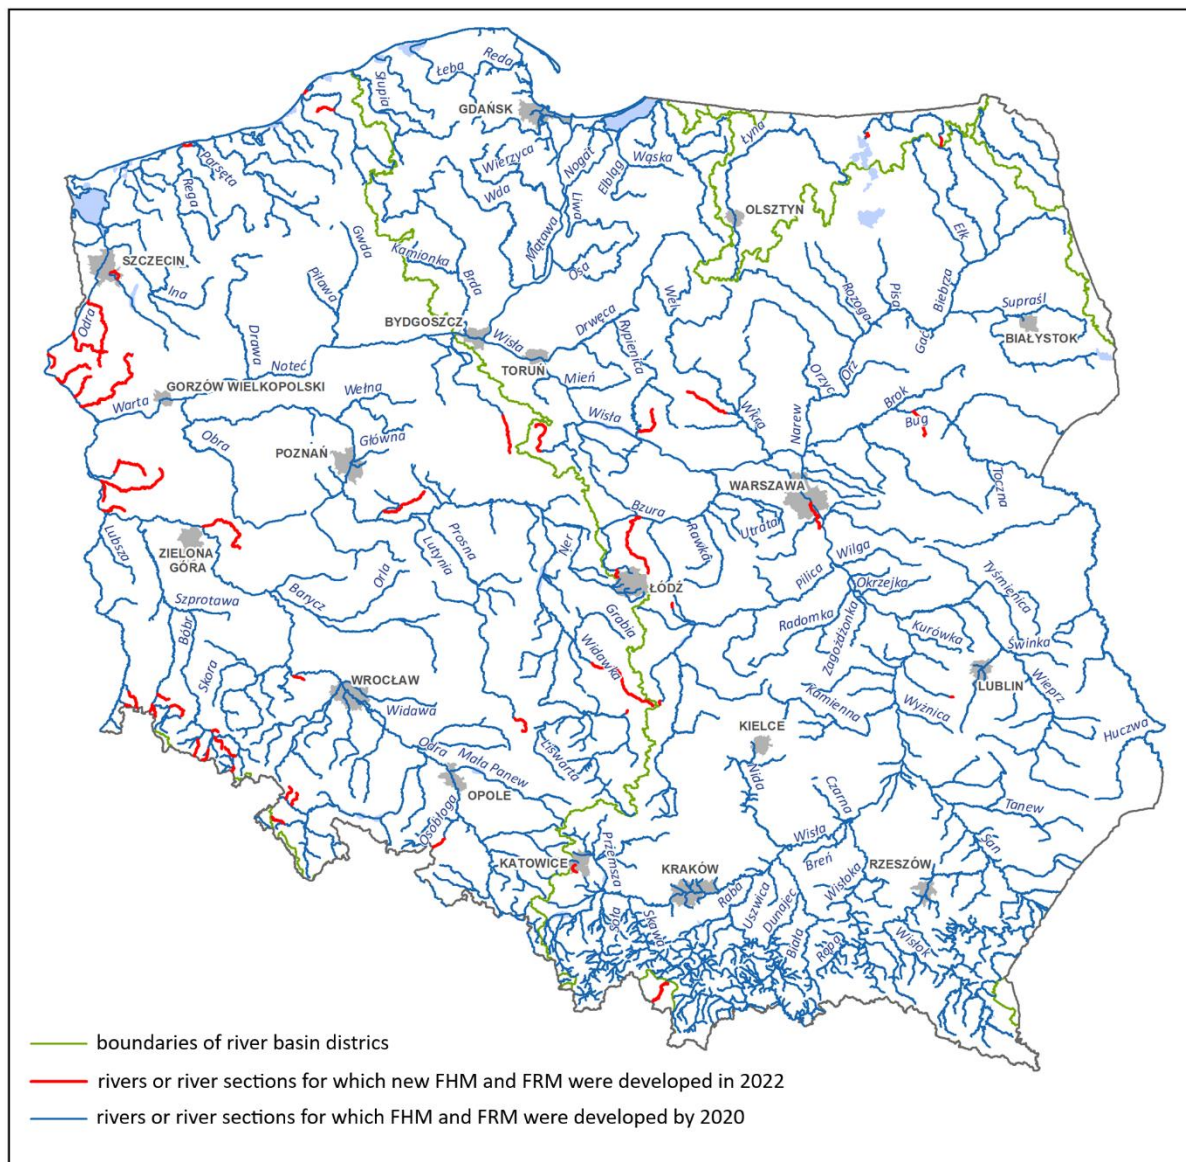 Reda
Łeba
Słupia
GDAŃSK
Łyna
Parsęta
Rega
Wierzyca
Nogat
Elbląg
Wąska
Wda
Liwa
OLSZTYN
Gwda
Mątawa
Ełk
SZCZECIN
Kamionka
Osa
Ina
Piława
Brda
Wel
Rozoga
Pisa
Biebrza
Supraśl
Odra
BYDGOSZCZ
Wisła
Drwęca
Rypienica
Gać
BIAŁYSTOK
Drawa
Noteć
TORUŃ
Orzyc
Orz
GORZÓW WIELKOPOLSKI
Wełna
Mień
Brok
Warta
Wisła
Wkra
Narew
Bug
Obra
POZNAŃ
Główna
WARSZAWA
Toczna
Bzura
Utrata
Lubsza
ZIELONA
GÓRA
Prosna
Lutynia
Ner
Rawka
Wilga
Orla
ŁÓDŹ
Pilica
Okrzejka
Tyśmienica
Szprotawa
Barycz
Grabia
Radomka
Zagożdżonka
Kurówka
Świnka
Bóbr
Skora
Widawka
LUBLIN
Wieprz
WROCŁAW
Widawa
Kamienna
Wyżnica
KIELCE
Huczwa
Odra
Mała Panew
Liswarta
OPOLE
Nida
Czarna
Tanew
Osobłoga
Wisła
San
KATOWICE
Przemsza
KRAKÓW
Breń
RZESZÓW
Raba
Uszwica
Dunajec
Wisłoka
Soła
Skawa
Biała
Ropa
Wisłok
boundaries of river basin districs
rivers or river sections for which new FHM and FRM were developed in 2022
rivers or river sections for which FHM and FRM were developed by 2020